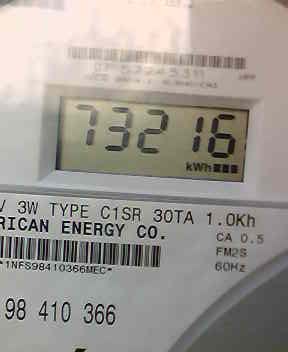 73216
kWh
V 3W TYPE C1SR 30TA 1.0Kh
RICAN ENERGY CO.
CA 0.5
FM2S
60Hz
*1NFS98410366MEC*
98 410 366